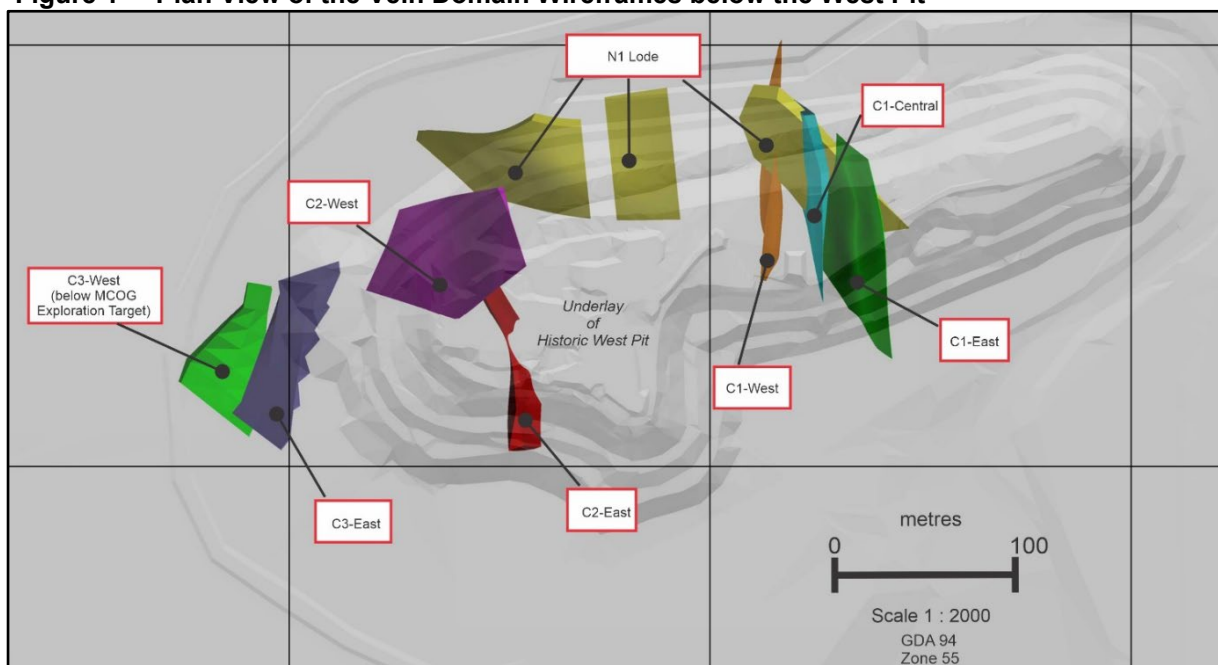 Figure 1 Plan View of the Vein Domain Wireframes below the West Pit
N1 Lode
C1-Central
C2-West
C3-West
(below MCOG
Exploration Target)
Underlay
of
Historic West Pit
C1-East
C1-West
C3-East
C2-East
metres
0 100
Scale 1 : 2000
GDA 94
Zone 55